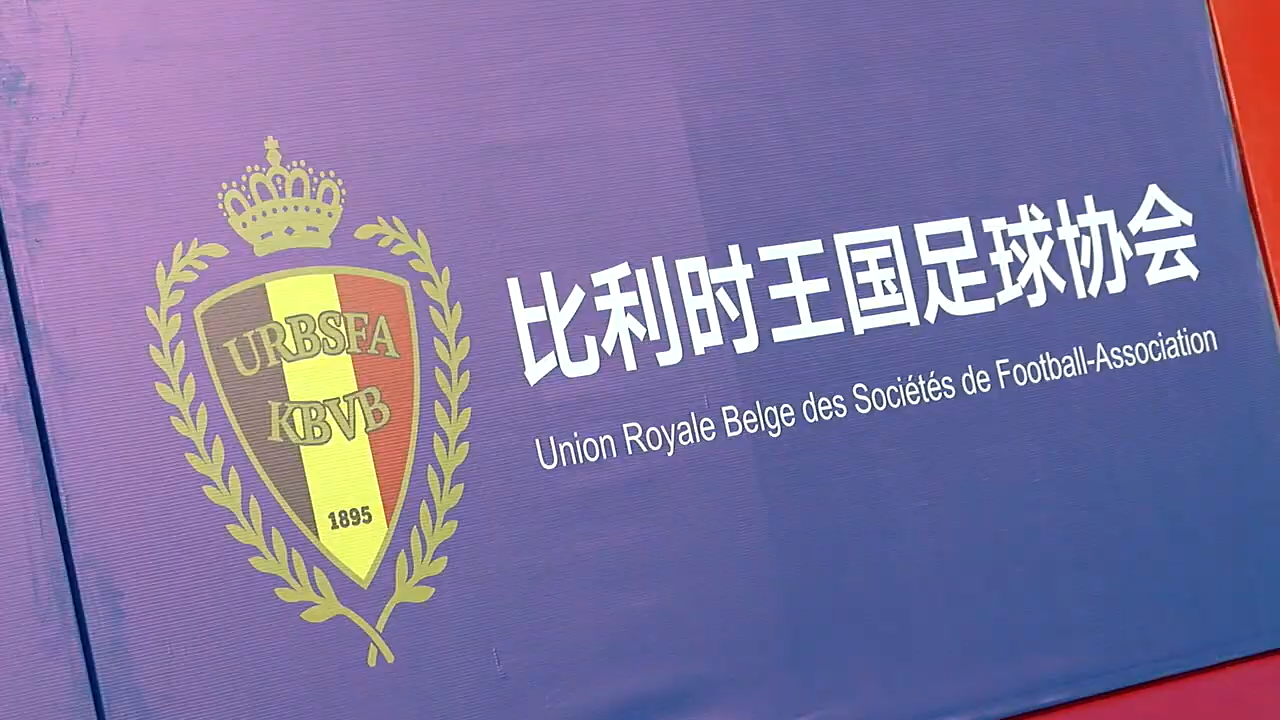 URBSFA
KBVB
1895
比利时王国足球协会
Union Royale Belge des Sociétés de Football-Association